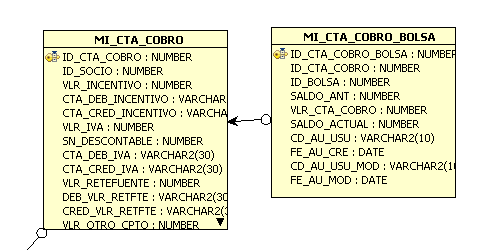 MI_CTA_COBRO
ID_CTA_COBRO : NUMBER
ID_SOCIO : NUMBER
VLR_INCENTIVO : NUMBER
CTA_DEB_INCENTIVO : VARCHAR
CTA_CRED_INCENTIVO : VARCHA
VLR_IVA : NUMBER
SN_DESCONTABLE : NUMBER
CTA_DEB_IVA : VARCHAR2(30)
CTA_CRED_IVA : VARCHAR2(30)
VLR_RETEFUENTE : NUMBER
DEB_VLR_RETFTE : VARCHAR2(30
CRED_VLR_RETFTE : VARCHAR2(3
VLR_OTRO_CPTO : NUMBER
MI_CTA_COBRO_BOLSA
ID_CTA_COBRO_BOLSA : NUMBER
ID_CTA_COBRO : NUMBER
ID_BOLSA : NUMBER
SALDO_ANT : NUMBER
VLR_CTA_COBRO : NUMBER
SALDO_ACTUAL : NUMBER
CD_AU_USU : VARCHAR2(10)
FE_AU_CRE : DATE
CD_AU_USU_MOD : VARCHAR2(10
FE_AU_MOD : DATE